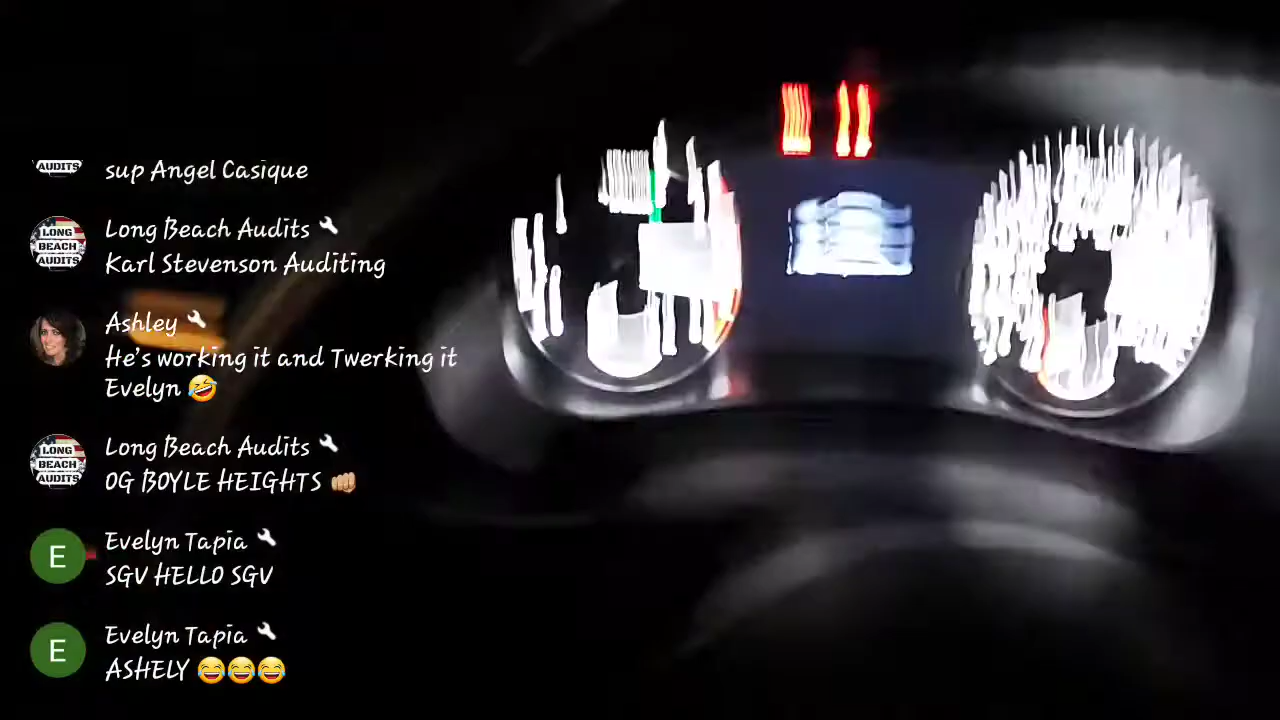 AUDITS
sup Angel Casique
LONG
BEACH
AUDITS
Long Beach Audits
Karl Stevenson Auditing
Ashley
He's working it and Twerking it
Evelyn 🤣
LONG
BEACH
AUDITS
Long Beach Audits
OG BOYLE HEIGHTS 👊🏼
E
Evelyn Tapia
SGV HELLO SGV
E
Evelyn Tapia
ASHELY 😂😂😂